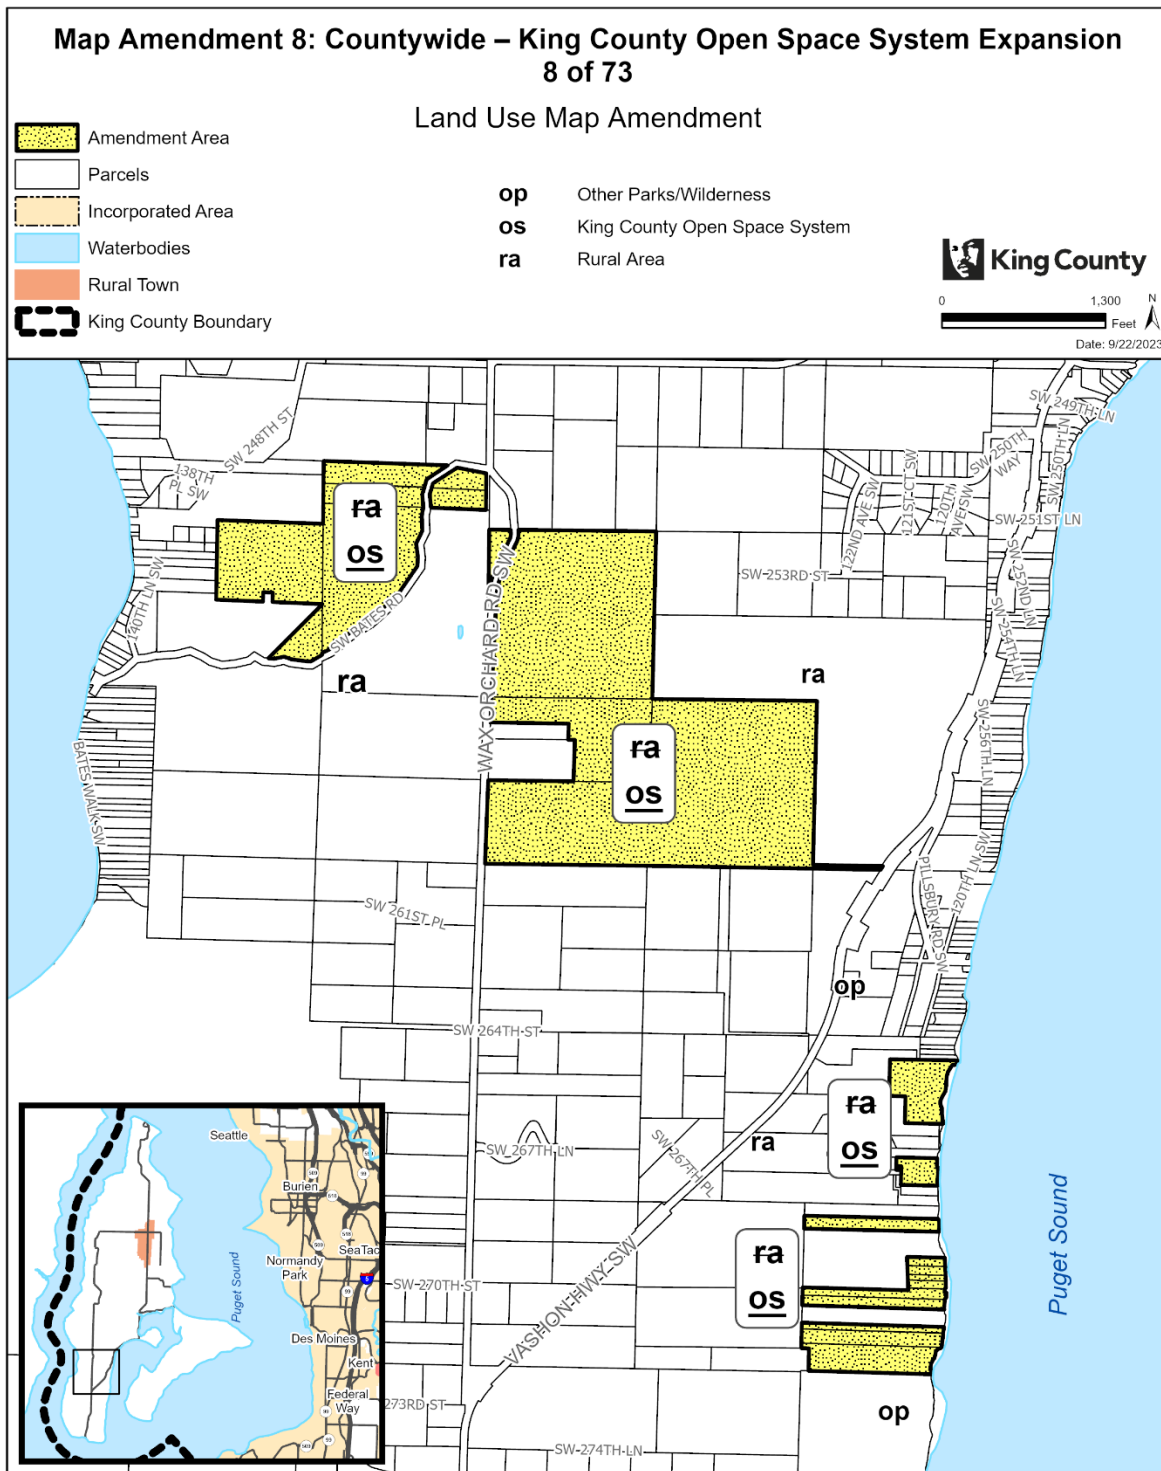 Map Amendment 8: Countywide – King County Open Space System Expansion
8 of 73
Land Use Map Amendment
Amendment Area
Parcels
Incorporated Area
Waterbodies
Rural Town
King County Boundary
op Other Parks/Wilderness
os King County Open Space System
ra Rural Area
King County
0 1,300
Feet
N
Date: 9/22/2023
SW 248TH ST
138TH
PL SW
SW 249TH LN
SW 250TH
WAY
SW 250TH LN
121ST CT SW
120TH
AVE SW
122ND AVE SW
SW 251ST LN
SW 252ND LN
SW 253RD ST
SW 254TH LN
ra
os
140TH LN SW
SW BATES RD
WAX ORCHARD RD SW
ra
ra
SW 256TH LN
BATES WALK SW
ra
os
120TH LN SW
PILLSBURY RD SW
SW 261ST PL
op
SW 264TH ST
ra
os
SW 267TH LN
SW 267TH PL
ra
Puget Sound
ra
os
SW 270TH ST
VASHON HWY SW
273RD ST
op
SW 274TH LN
Seattle
Burien
509
518
99
SeaTac
Normandy
Park
Puget Sound
Des Moines
Kent
Federal
Way